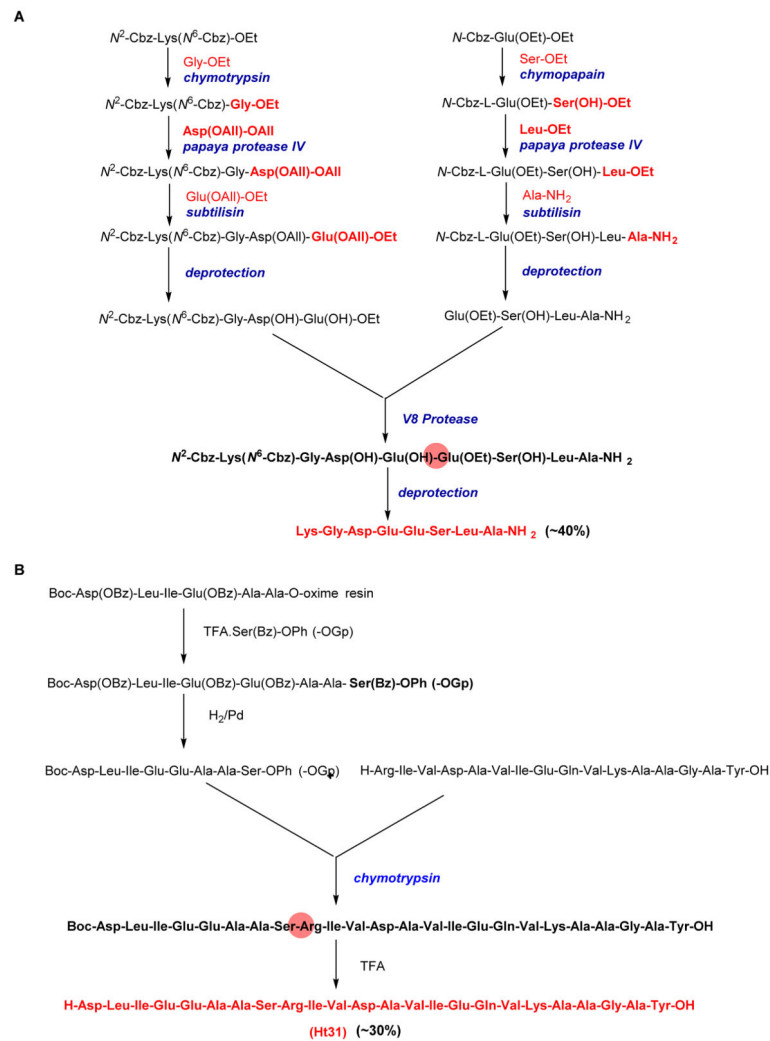 A
N²-Cbz-Lys(N⁶-Cbz)-OEt
Gly-OEt
chymotrypsin
N²-Cbz-Lys(N⁶-Cbz)-Gly-OEt
Asp(OAll)-OAll
papaya protease IV
N²-Cbz-Lys(N⁶-Cbz)-Gly-Asp(OAll)-OAll
Glu(OAll)-OEt
subtilisin
N²-Cbz-Lys(N⁶-Cbz)-Gly-Asp(OAll)-Glu(OAll)-OEt
deprotection
N²-Cbz-Lys(N⁶-Cbz)-Gly-Asp(OH)-Glu(OH)-OEt
N-Cbz-Glu(OEt)-OEt
Ser-OEt
chymopapain
N-Cbz-L-Glu(OEt)-Ser(OH)-OEt
Leu-OEt
papaya protease IV
N-Cbz-L-Glu(OEt)-Ser(OH)-Leu-OEt
Ala-NH₂
subtilisin
N-Cbz-L-Glu(OEt)-Ser(OH)-Leu-Ala-NH₂
deprotection
Glu(OEt)-Ser(OH)-Leu-Ala-NH₂
V8 Protease
N²-Cbz-Lys(N⁶-Cbz)-Gly-Asp(OH)-Glu(OH)-Glu(OEt)-Ser(OH)-Leu-Ala-NH₂
deprotection
Lys-Gly-Asp-Glu-Glu-Ser-Leu-Ala-NH₂ (~40%)
B
Boc-Asp(OBz)-Leu-Ile-Glu(OBz)-Ala-Ala-O-oxime resin
TFA.Ser(Bz)-OPh (-OGp)
Boc-Asp(OBz)-Leu-Ile-Glu(OBz)-Glu(OBz)-Ala-Ala-Ser(Bz)-OPh (-OGp)
H₂/Pd
Boc-Asp-Leu-Ile-Glu-Glu-Ala-Ala-Ser-OPh (-OGp) H-Arg-Ile-Val-Asp-Ala-Val-Ile-Glu-Gln-Val-Lys-Ala-Ala-Gly-Ala-Tyr-OH
chymotrypsin
Boc-Asp-Leu-Ile-Glu-Glu-Ala-Ala-Ser-Arg-Ile-Val-Asp-Ala-Val-Ile-Glu-Gln-Val-Lys-Ala-Ala-Gly-Ala-Tyr-OH
TFA
H-Asp-Leu-Ile-Glu-Glu-Ala-Ala-Ser-Arg-Ile-Val-Asp-Ala-Val-Ile-Glu-Gln-Val-Lys-Ala-Ala-Gly-Ala-Tyr-OH
(Ht31) (~30%)